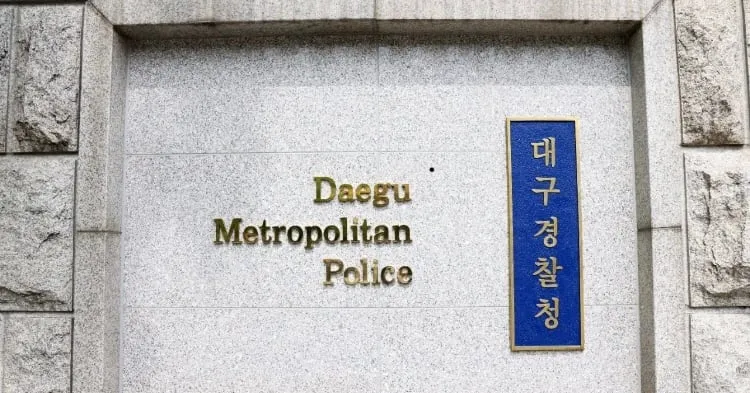 Daegu
Metropolitan
Police
대구경찰청